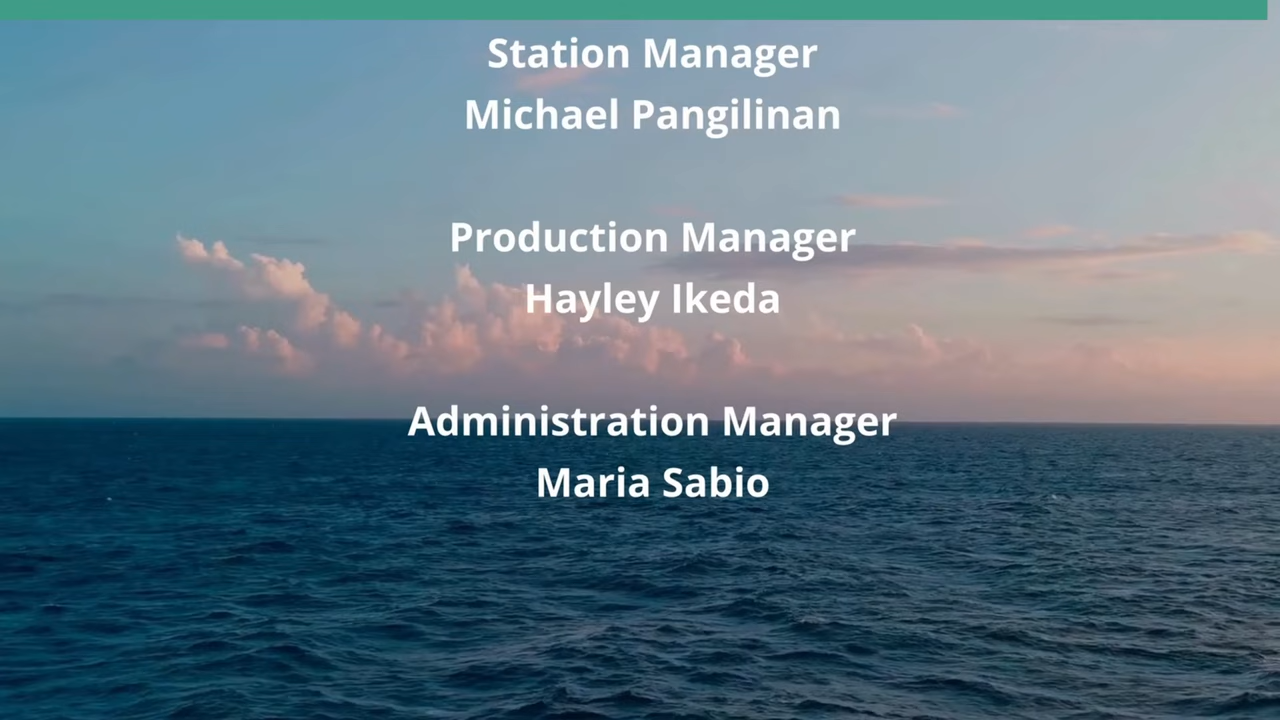 Station Manager
Michael Pangilinan
Production Manager
Hayley Ikeda
Administration Manager
Maria Sabio